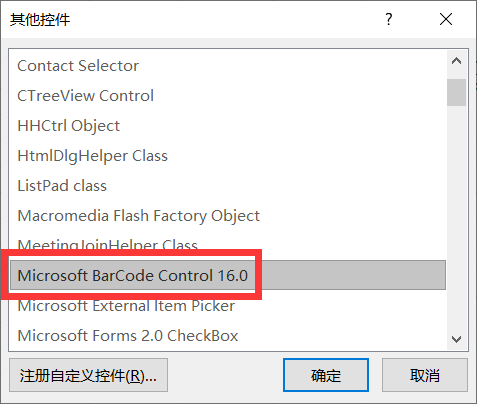 其他控件
Contact Selector
CTreeView Control
HHCtrl Object
HtmlDlgHelper Class
ListPad class
Macromedia Flash Factory Object
MeetingJoinHelper Class
Microsoft BarCode Control 16.0
Microsoft External Item Picker
Microsoft Forms 2.0 CheckBox
注册自定义控件(R)... 确定 取消